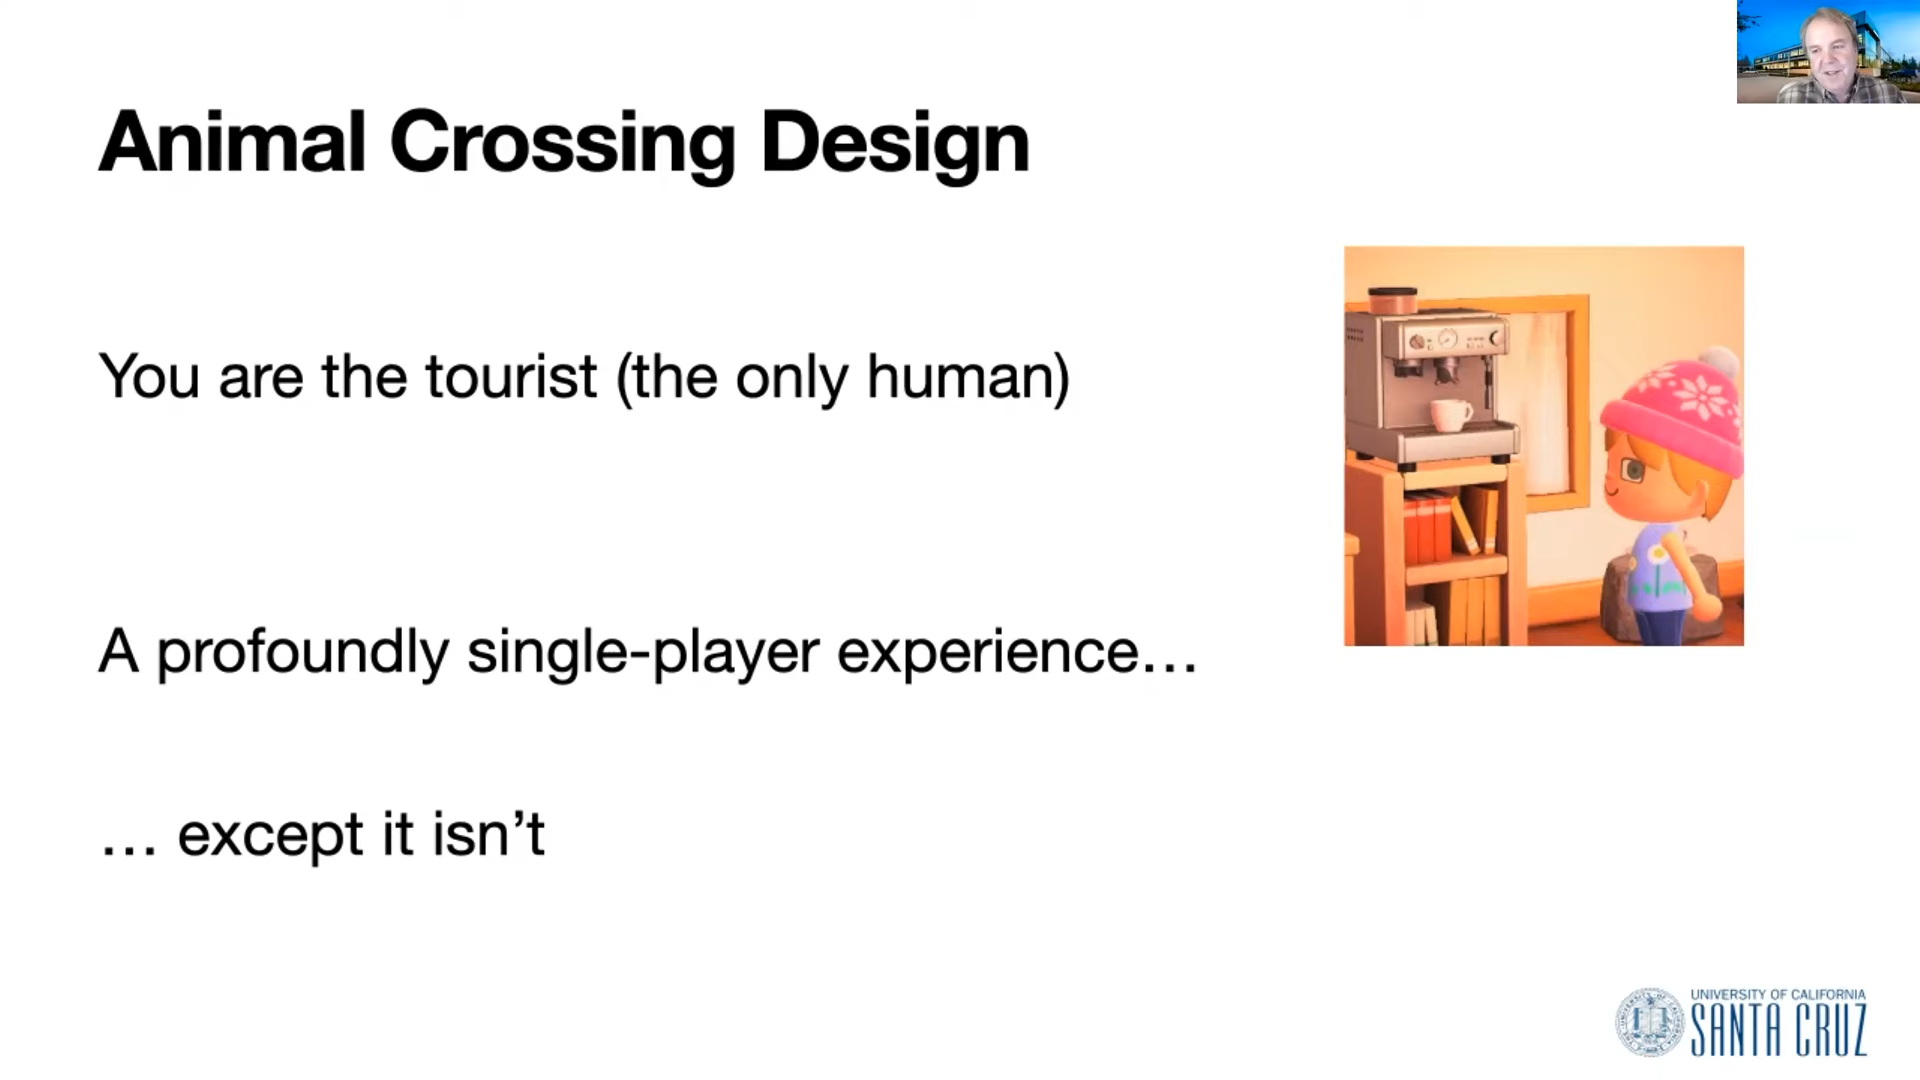 Animal Crossing Design
You are the tourist (the only human)
A profoundly single-player experience…
… except it isn’t
UNIVERSITY OF CALIFORNIA
SANTA CRUZ